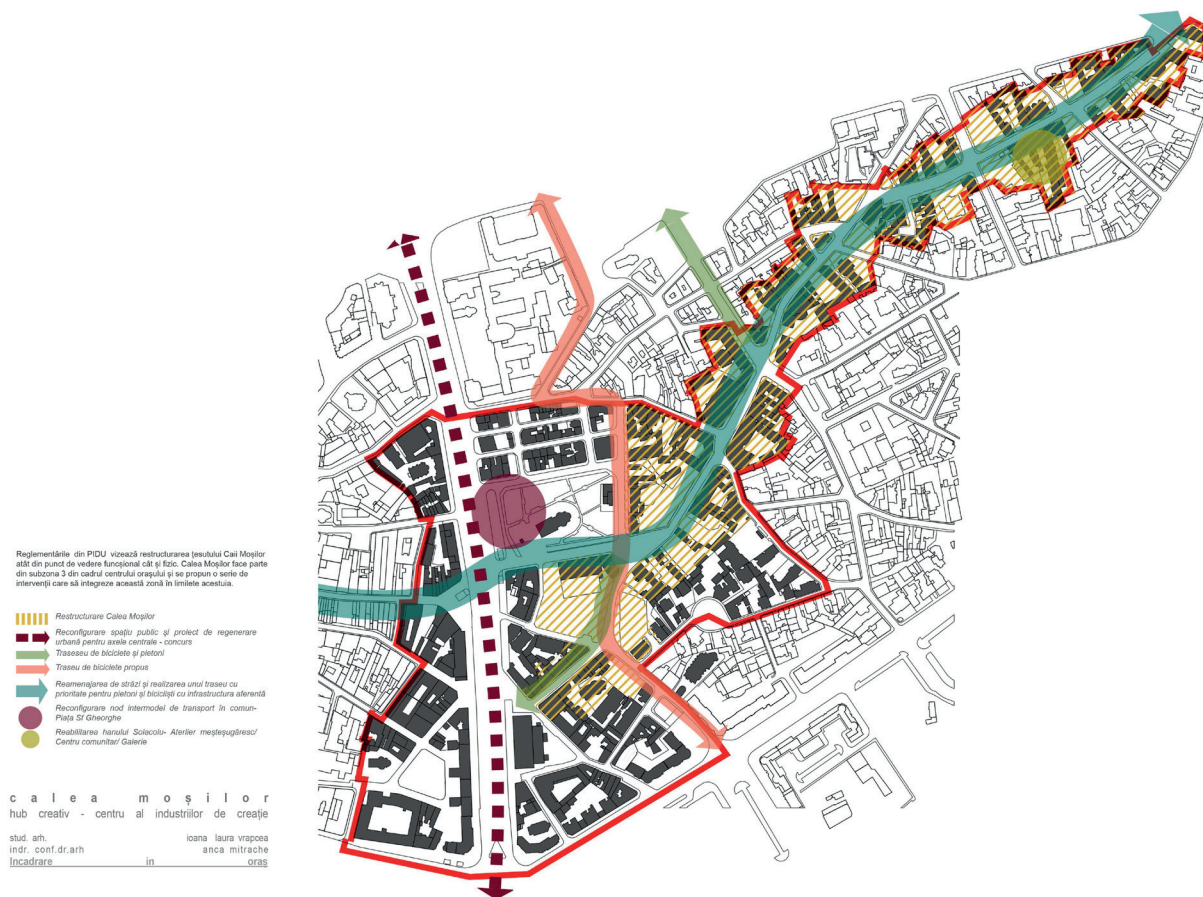 Reglementările din PIDU vizează restructurarea țesutului Caii Moșilor
atât din punct de vedere funcșional cât și fizic. Calea Moșilor face parte
din subzona 3 din cadrul centrului orașului și se propun o serie de
intervenții care să integreze această zonă în limitele acestuia.
Restructurare Calea Moșilor
Reconfigurare spațiu public și proiect de regenerare
urbană pentru axele centrale - concurs
Traseseu de biciclete și pietoni
Traseu de biciclete propus
Reamenajarea de străzi și realizarea unui traseu cu
prioritate pentru pietoni și bicicliști cu infrastructura aferentă
Reconfigurare nod intermodel de transport în comun-
Piața Sf Gheorghe
Reabilitarea hanului Solacolu- Aterlier meșteșugăresc/
Centru comunitar/ Galerie
calea moșilor
hub creativ - centru al industriilor de creație
stud. arh. ioana laura vrapcea
indr. conf.dr.arh anca mitrache
Incadrare in oraș